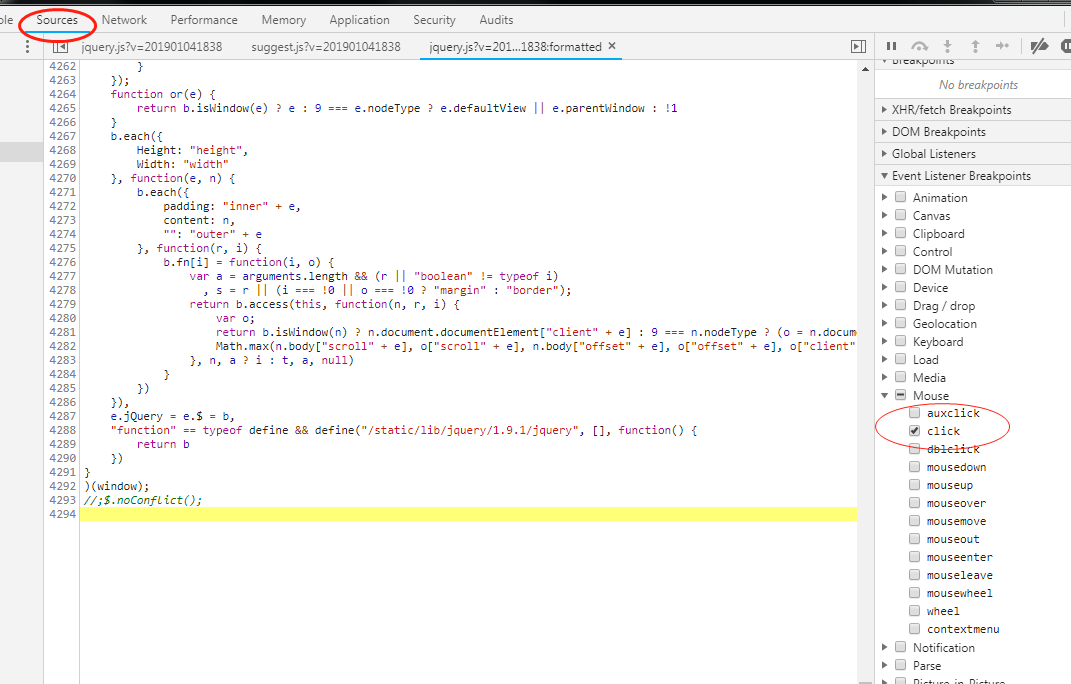 ole Sources Network Performance Memory Application Security Audits
jquery.js?v=201901041838 suggest.js?v=201901041838 jquery.js?v=201...1838:formatted ×
4262         }
4263     });
4264     function or(e) {
4265         return b.isWindow(e) ? e : 9 === e.nodeType ? e.defaultView || e.parentWindow : !1
4266     }
4267     b.each({
4268         Height: "height",
4269         Width: "width"
4270     }, function(e, n) {
4271         b.each({
4272             padding: "inner" + e,
4273             content: n,
4274             "": "outer" + e
4275         }, function(r, i) {
4276             b.fn[i] = function(i, o) {
4277                 var a = arguments.length && (r || "boolean" != typeof i)
4278                   , s = r || (i === !0 || o === !0 ? "margin" : "border");
4279                 return b.access(this, function(n, r, i) {
4280                     var o;
4281                     return b.isWindow(n) ? n.document.documentElement["client" + e] : 9 === n.nodeType ? (o = n.docum
4282                     Math.max(n.body["scroll" + e], o["scroll" + e], n.body["offset" + e], o["offset" + e], o["client"
4283                 }, n, a ? i : t, a, null)
4284             }
4285         })
4286     }),
4287     e.jQuery = e.$ = b,
4288     "function" == typeof define && define("/static/lib/jquery/1.9.1/jquery", [], function() {
4289         return b
4290     })
4291 }
4292 )(window);
4293 //;$.noConflict();
4294
Breakpoints
No breakpoints
XHR/fetch Breakpoints
DOM Breakpoints
Global Listeners
Event Listener Breakpoints
Animation
Canvas
Clipboard
Control
DOM Mutation
Device
Drag / drop
Geolocation
Keyboard
Load
Media
Mouse
auxclick
click
dblclick
mousedown
mouseup
mouseover
mousemove
mouseout
mouseenter
mouseleave
mousewheel
wheel
contextmenu
Notification
Parse
Picture-in-Picture